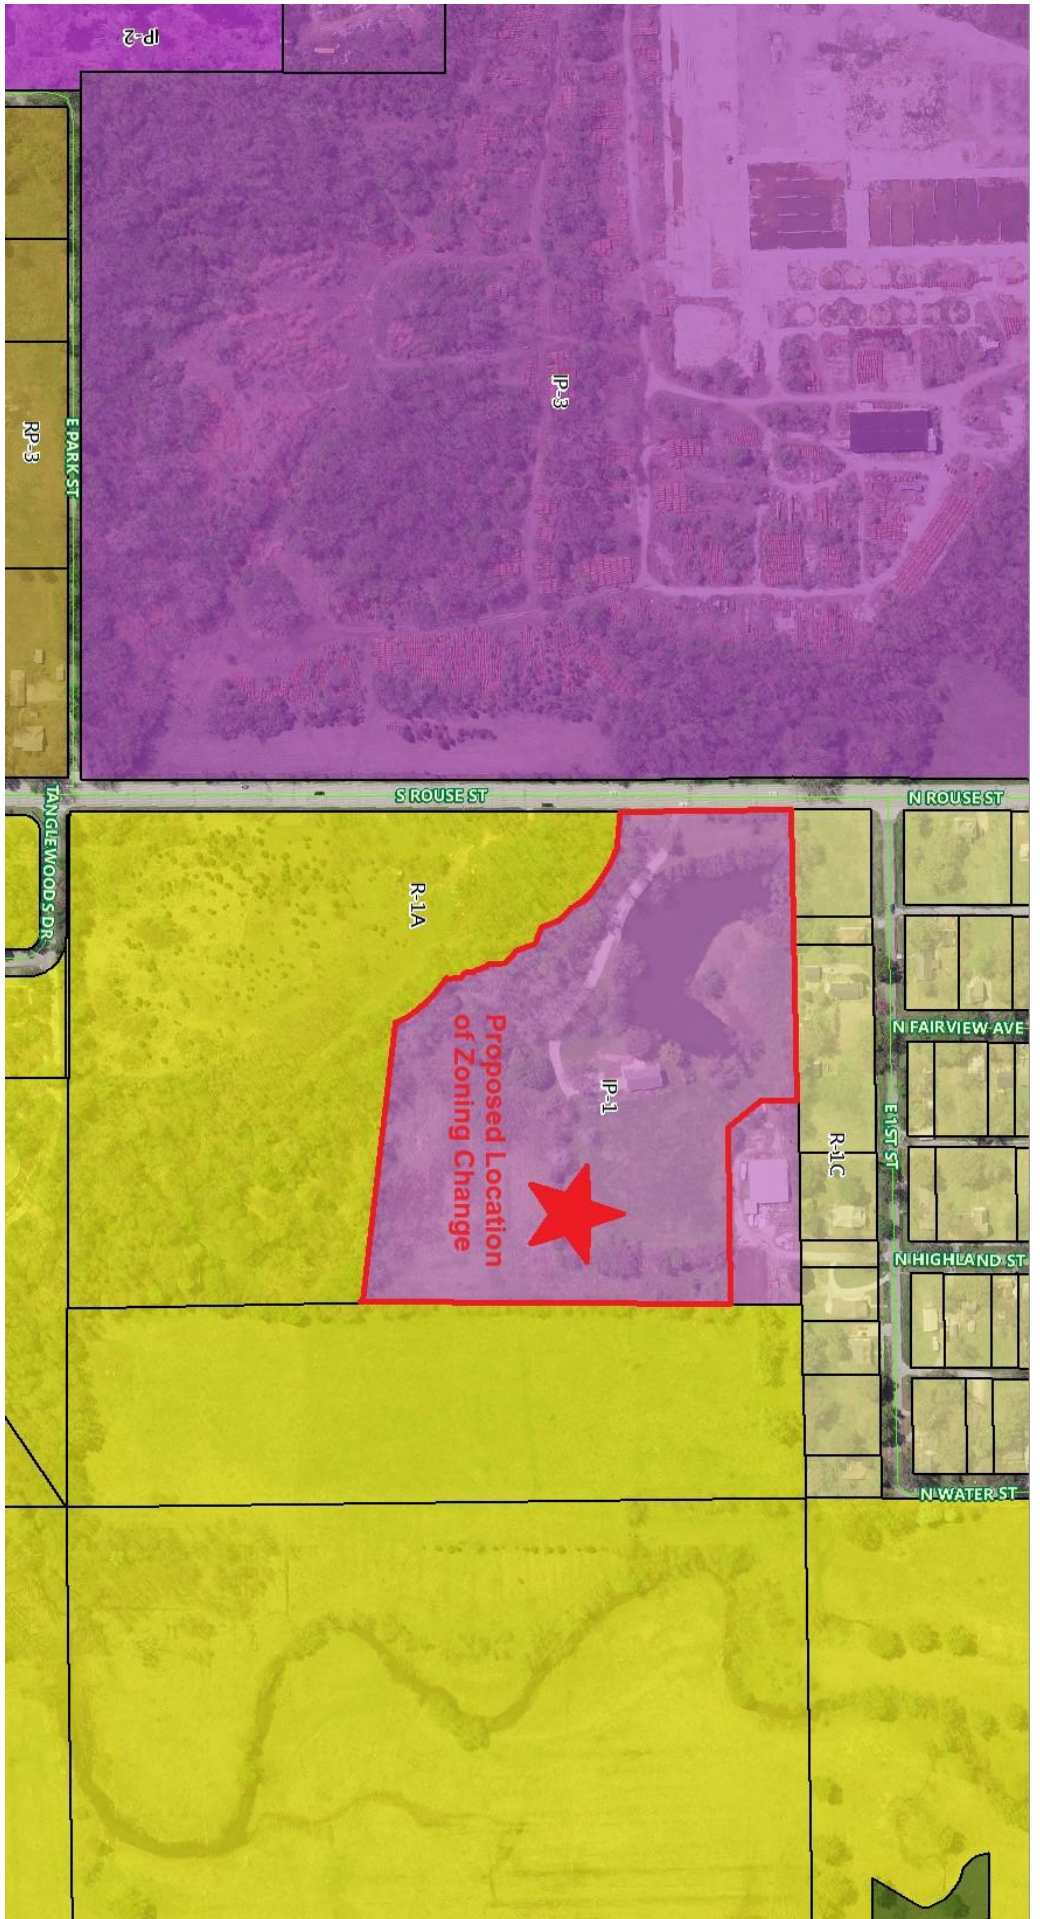 IP-2
IP-3
RP-3
E PARK ST
S ROUSE ST
N ROUSE ST
TANGLEWOODS DR
R-1A
IP-1
Proposed Location
of Zoning Change
R-1C
E 1ST ST
N FAIRVIEW AVE
N HIGHLAND ST
N WATER ST